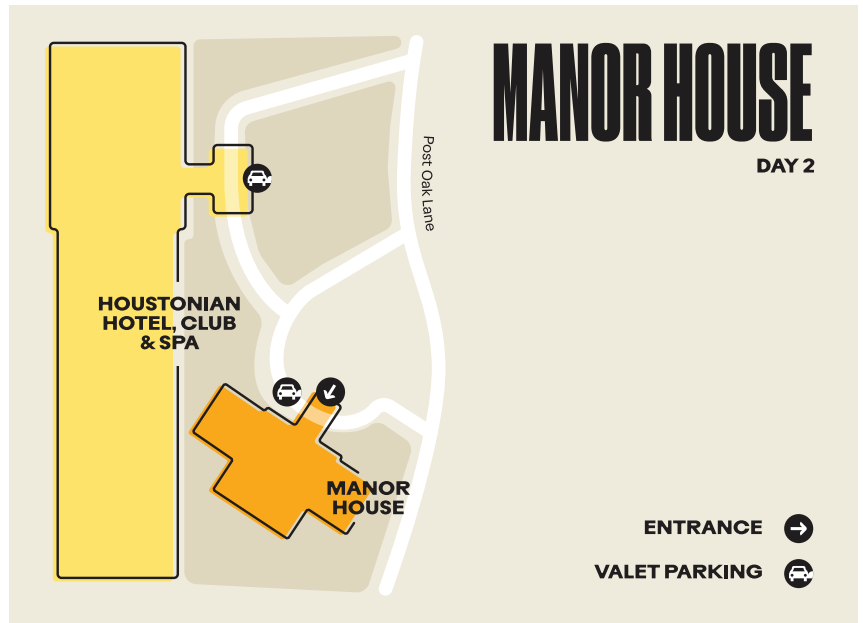 MANOR HOUSE
DAY 2
Post Oak Lane
HOUSTONIAN
HOTEL, CLUB
& SPA
MANOR
HOUSE
ENTRANCE
VALET PARKING